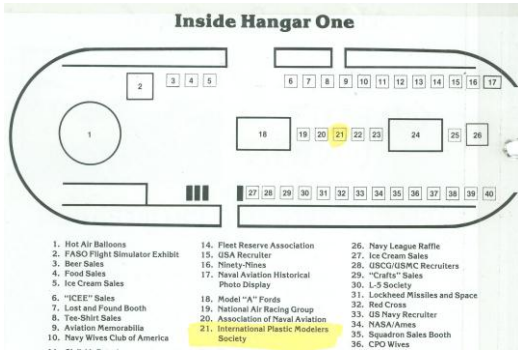 Inside Hangar One
2
3 4 5
6 7 8 9 10 11 12 13 14 15 16 17
1
18 19 20 21 22 23 24 25 26
27 28 29 30 31 32 33 34 35 36 37 38 39 40
1. Hot Air Balloons
2. FASO Flight Simulator Exhibit
3. Beer Sales
4. Food Sales
5. Ice Cream Sales
6. "ICEE" Sales
7. Lost and Found Booth
8. Tee-Shirt Sales
9. Aviation Memorabilia
10. Navy Wives Club of America
14. Fleet Reserve Association
15. USA Recruiter
16. Ninety-Nines
17. Naval Aviation Historical
Photo Display
18. Model "A" Fords
19. National Air Racing Group
20. Association of Naval Aviation
21. International Plastic Modelers
Society
26. Navy League Raffle
27. Ice Cream Sales
28. USCG/USMC Recruiters
29. "Crafts" Sales
30. L-5 Society
31. Lockheed Missiles and Space
32. Red Cross
33. US Navy Recruiter
34. NASA/Ames
35. Squadron Sales Booth
36. CPO Wives